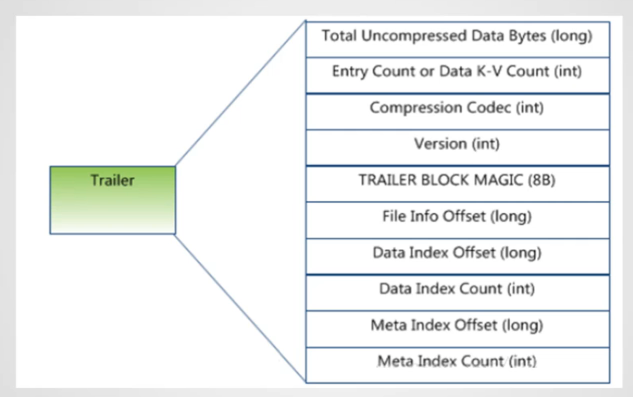 Trailer
Total Uncompressed Data Bytes (long)
Entry Count or Data K-V Count (int)
Compression Codec (int)
Version (int)
TRAILER BLOCK MAGIC (8B)
File Info Offset (long)
Data Index Offset (long)
Data Index Count (int)
Meta Index Offset (long)
Meta Index Count (int)